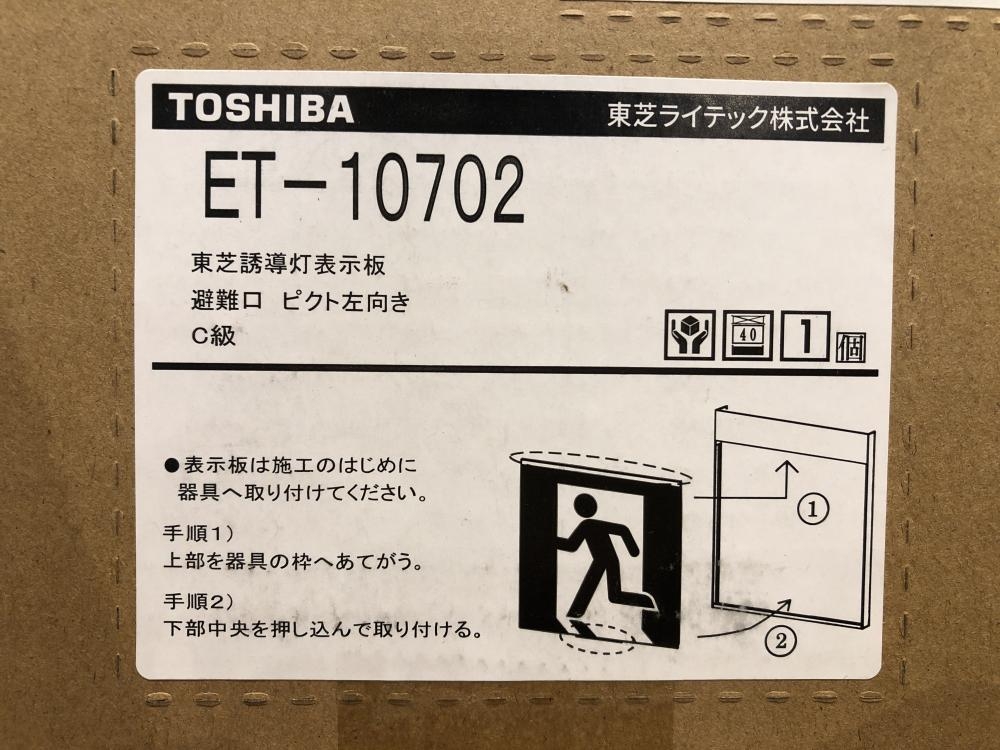 TOSHIBA
東芝ライテック株式会社
ET-10702
東芝誘導灯表示板
避難口 ピクト左向き
C級
40
1
個
●表示板は施工のはじめに
器具へ取り付けてください。
手順1)
上部を器具の枠へあてがう。
手順2)
下部中央を押し込んで取り付ける。
①
②